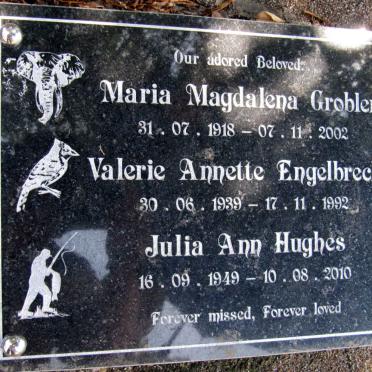 Our adored Beloved:
Maria Magdalena Grobler
31 . 07 . 1918 - 07 . 11 . 2002
Valerie Annette Engelbrec
30 . 06 . 1939 - 17 . 11 . 1992
Julia Ann Hughes
16 . 09 . 1949 - 10 . 08 . 2010
Forever missed, Forever loved